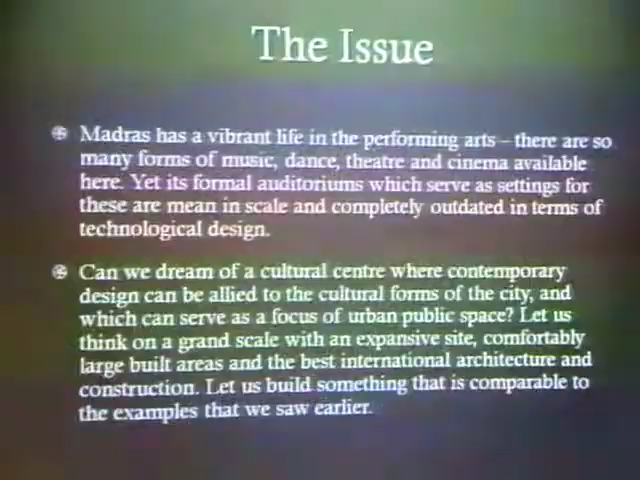 The Issue
Madras has a vibrant life in the performing arts – there are so
many forms of music, dance, theatre and cinema available
here. Yet its formal auditoriums which serve as settings for
these are mean in scale and completely outdated in terms of
technological design.
Can we dream of a cultural centre where contemporary
design can be allied to the cultural forms of the city, and
which can serve as a focus of urban public space? Let us
think on a grand scale with an expansive site, comfortably
large built areas and the best international architecture and
construction. Let us build something that is comparable to
the examples that we saw earlier.